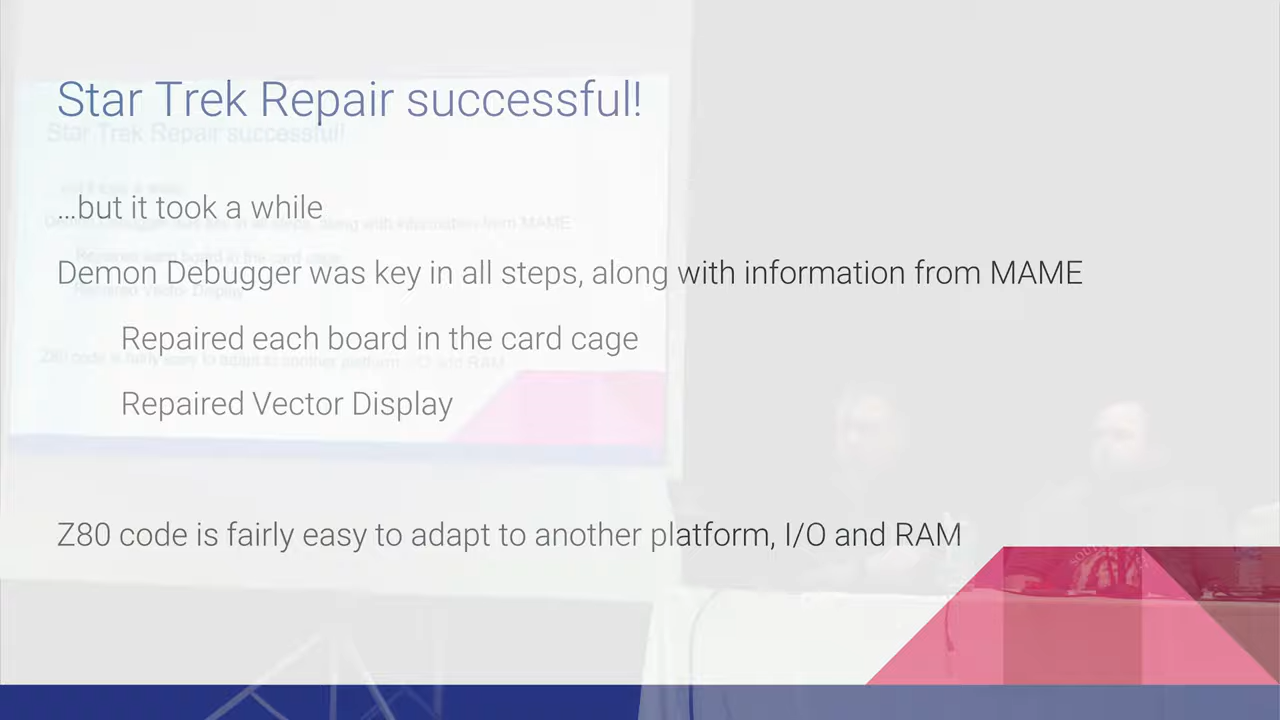 Star Trek Repair successful!
…but it took a while
Demon Debugger was key in all steps, along with information from MAME
Repaired each board in the card cage
Repaired Vector Display
Z80 code is fairly easy to adapt to another platform, I/O and RAM